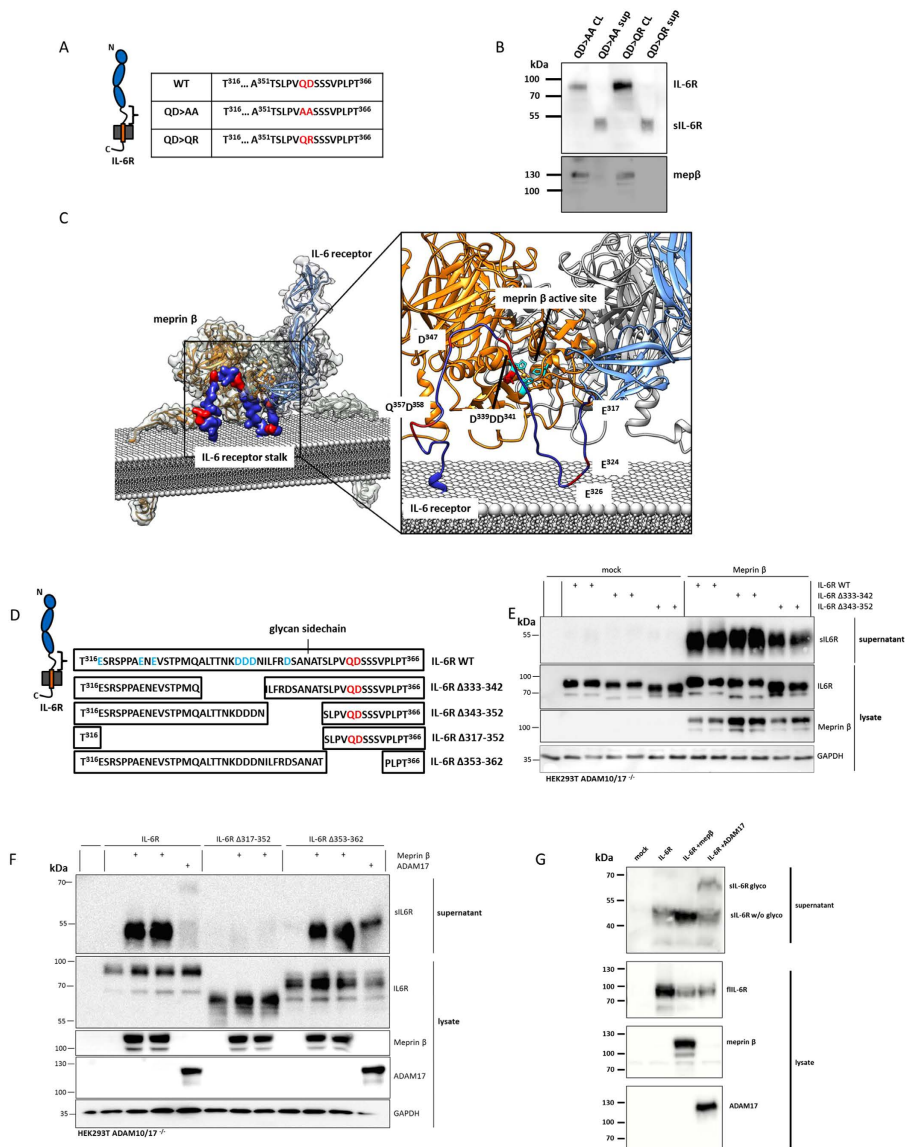 A
N
C
IL-6R
WT T³¹⁶... A³⁵¹TSLPVQDSSSVPLPT³⁶⁶
QD>AA T³¹⁶... A³⁵¹TSLPVAASSSVPLPT³⁶⁶
QD>QR T³¹⁶... A³⁵¹TSLPVQRSSSVPLPT³⁶⁶
B
QD>AA CL
QD>AA sup
QD>QR CL
QD>QR sup
kDa
100
70
55
130
100
IL-6R
sIL-6R
mepβ
C
IL-6 receptor
meprin β
IL-6 receptor stalk
meprin β active site
D³⁴⁷
Q³⁵⁷D³⁵⁸
D³³⁹DD³⁴¹
E³¹⁷
E³²⁴
E³²⁶
IL-6 receptor
D
N
C
IL-6R
glycan sidechain
T³¹⁶ESRSPPAENEVSTPMQALTTNKDDDNILFRDSANATSLPVQDSSSVPLPT³⁶⁶ IL-6R WT
T³¹⁶ESRSPPAENEVSTPMQ ILFRDSANATSLPVQDSSSVPLPT³⁶⁶ IL-6R Δ333-342
T³¹⁶ESRSPPAENEVSTPMQALTTNKDDDN SLPVQDSSSVPLPT³⁶⁶ IL-6R Δ343-352
T³¹⁶ SLPVQDSSSVPLPT³⁶⁶ IL-6R Δ317-352
T³¹⁶ESRSPPAENEVSTPMQALTTNKDDDNILFRDSANAT PLPT³⁶⁶ IL-6R Δ353-362
E
mock Meprin β
+ + + + IL-6R WT
+ + + + IL-6R Δ333-342
+ + + + IL-6R Δ343-352
kDa
55
100
70
100
35
sIL6R
IL6R
Meprin β
GAPDH
supernatant
lysate
HEK293T ADAM10/17 ⁻/⁻
F
IL-6R IL-6R Δ317-352 IL-6R Δ353-362
+ + + + + + Meprin β
+ + ADAM17
kDa
70
55
100
70
55
100
130
100
35
sIL6R
IL6R
Meprin β
ADAM17
GAPDH
supernatant
lysate
HEK293T ADAM10/17 ⁻/⁻
G
mock
IL-6R
IL-6R +mepβ
IL-6R +ADAM17
kDa
70
55
40
130
100
70
130
100
70
55
130
100
70
55
sIL-6R glyco
sIL-6R w/o glyco
flIL-6R
meprin β
ADAM17
supernatant
lysate